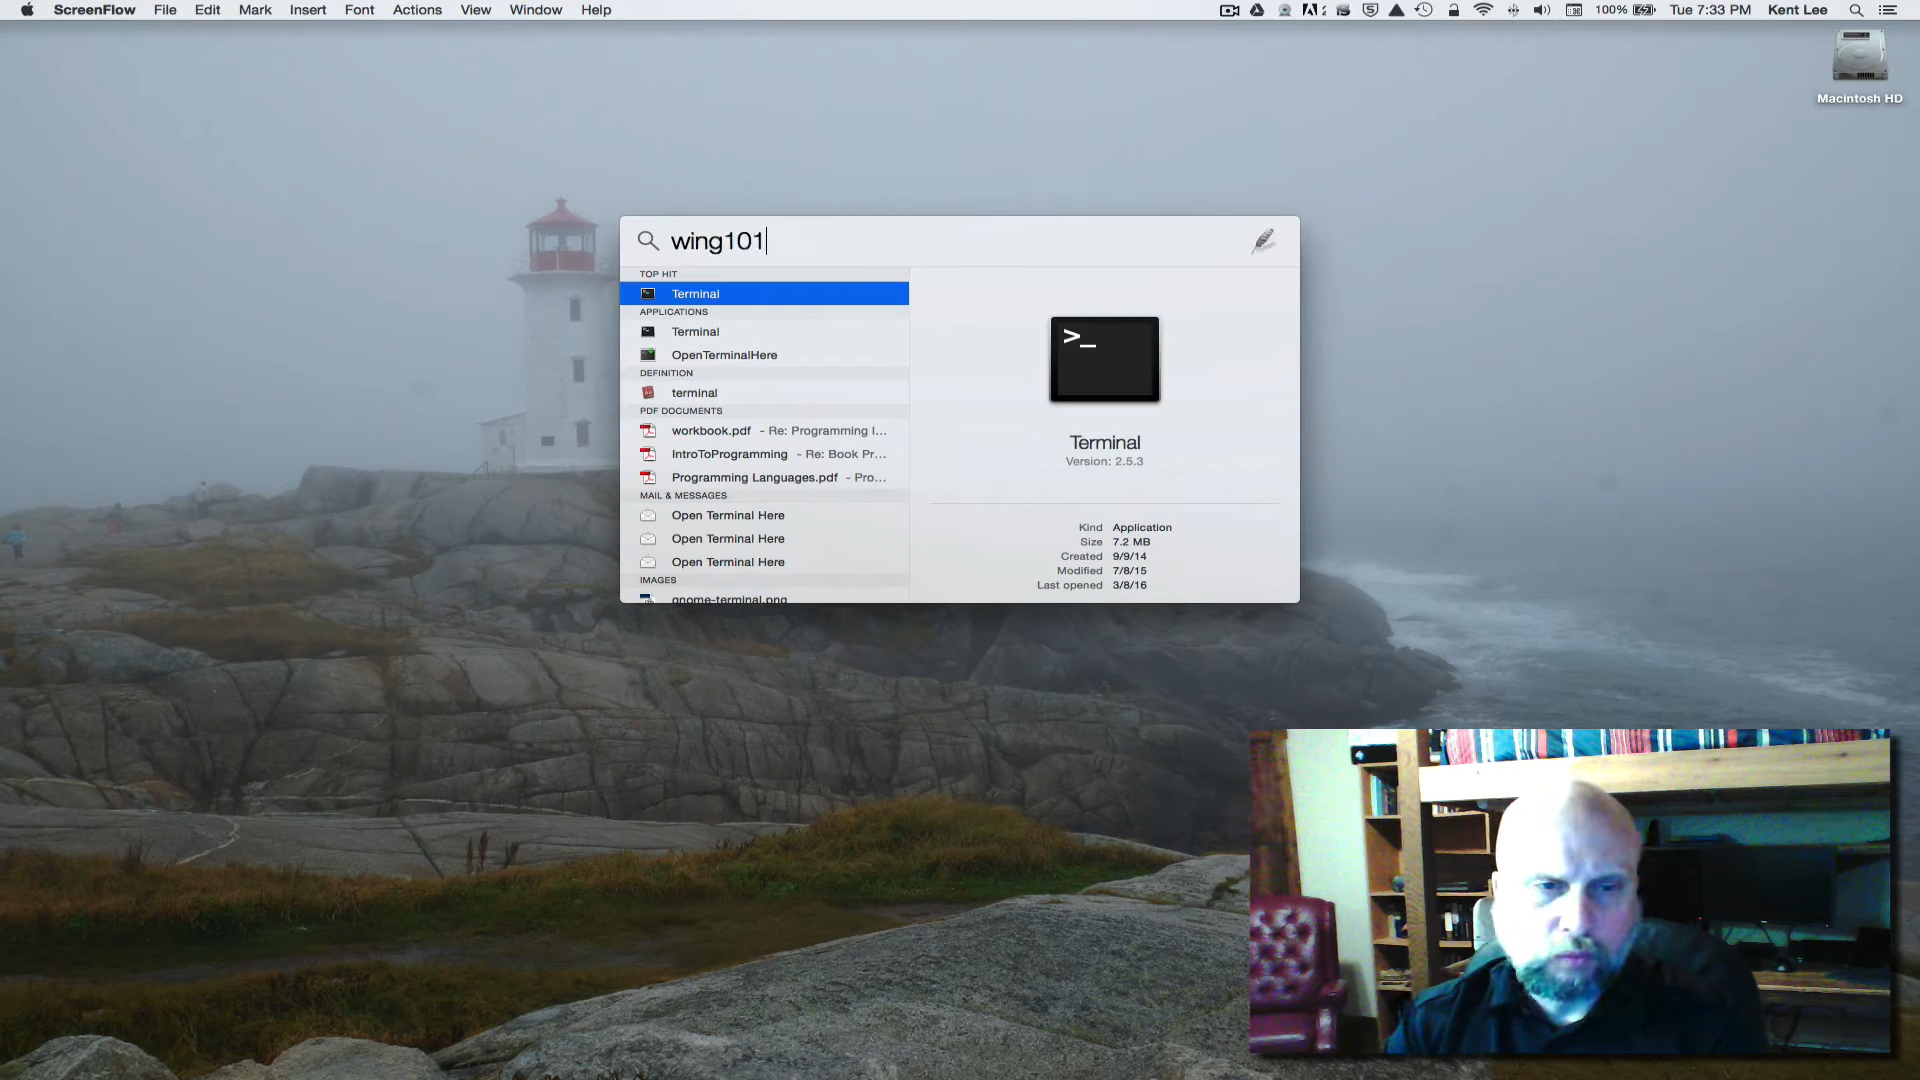 ScreenFlow File Edit Mark Insert Font Actions View Window Help 100% Tue 7:33 PM Kent Lee
Macintosh HD
wing101
TOP HIT
Terminal
APPLICATIONS
Terminal
OpenTerminalHere
DEFINITION
terminal
PDF DOCUMENTS
workbook.pdf - Re: Programming I...
IntroToProgramming - Re: Book Pr...
Programming Languages.pdf - Pro...
MAIL & MESSAGES
Open Terminal Here
Open Terminal Here
Open Terminal Here
IMAGES
gnome-terminal.png
>_
Terminal
Version: 2.5.3
Kind Application
Size 7.2 MB
Created 9/9/14
Modified 7/8/15
Last opened 3/8/16